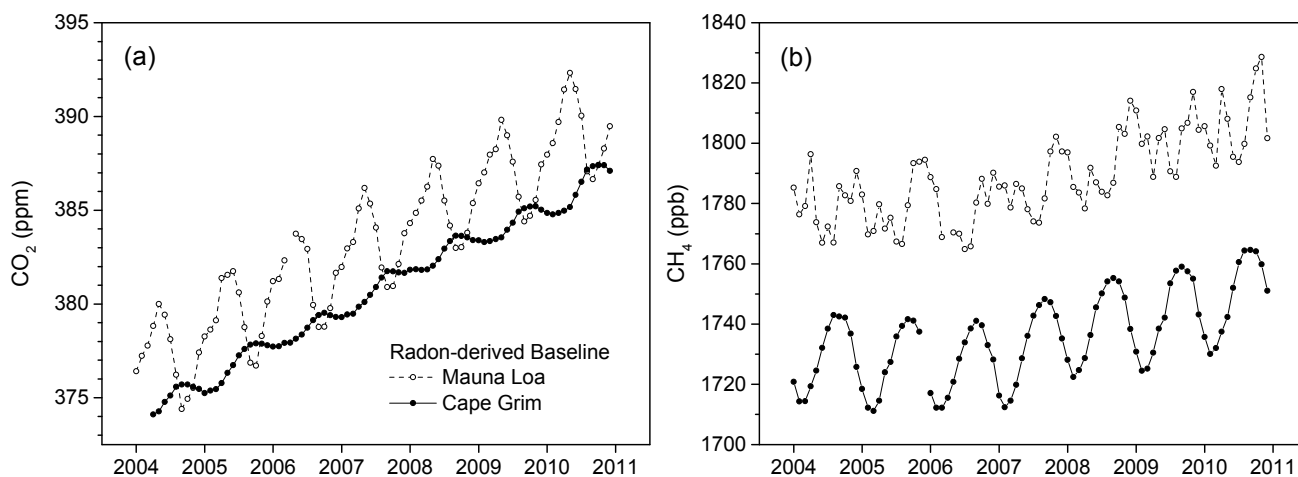 (a)
CO2 (ppm)
395
390
385
380
375
2004 2005 2006 2007 2008 2009 2010 2011
Radon-derived Baseline
Mauna Loa
Cape Grim
(b)
CH4 (ppb)
1840
1820
1800
1780
1760
1740
1720
1700
2004 2005 2006 2007 2008 2009 2010 2011